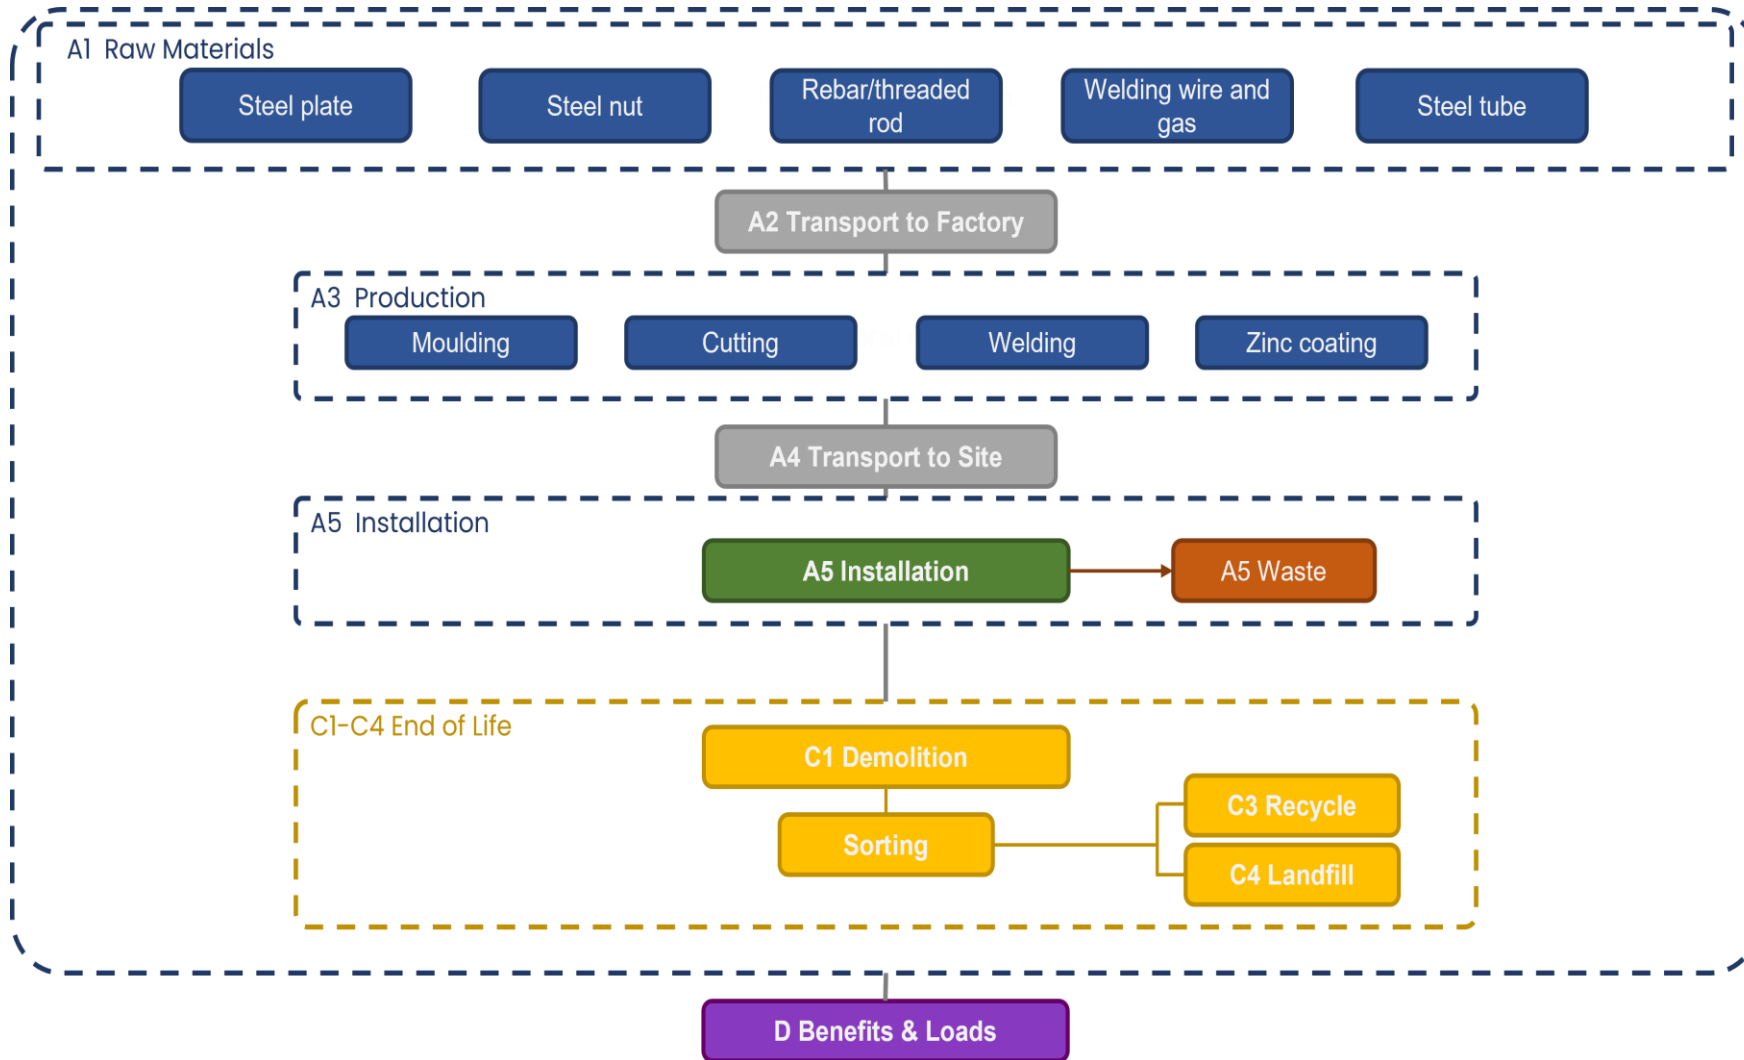 A1 Raw Materials
Steel plate
Steel nut
Rebar/threaded
rod
Welding wire and
gas
Steel tube
A2 Transport to Factory
A3 Production
Moulding
Cutting
Welding
Zinc coating
A4 Transport to Site
A5 Installation
A5 Installation
A5 Waste
C1-C4 End of Life
C1 Demolition
Sorting
C3 Recycle
C4 Landfill
D Benefits & Loads